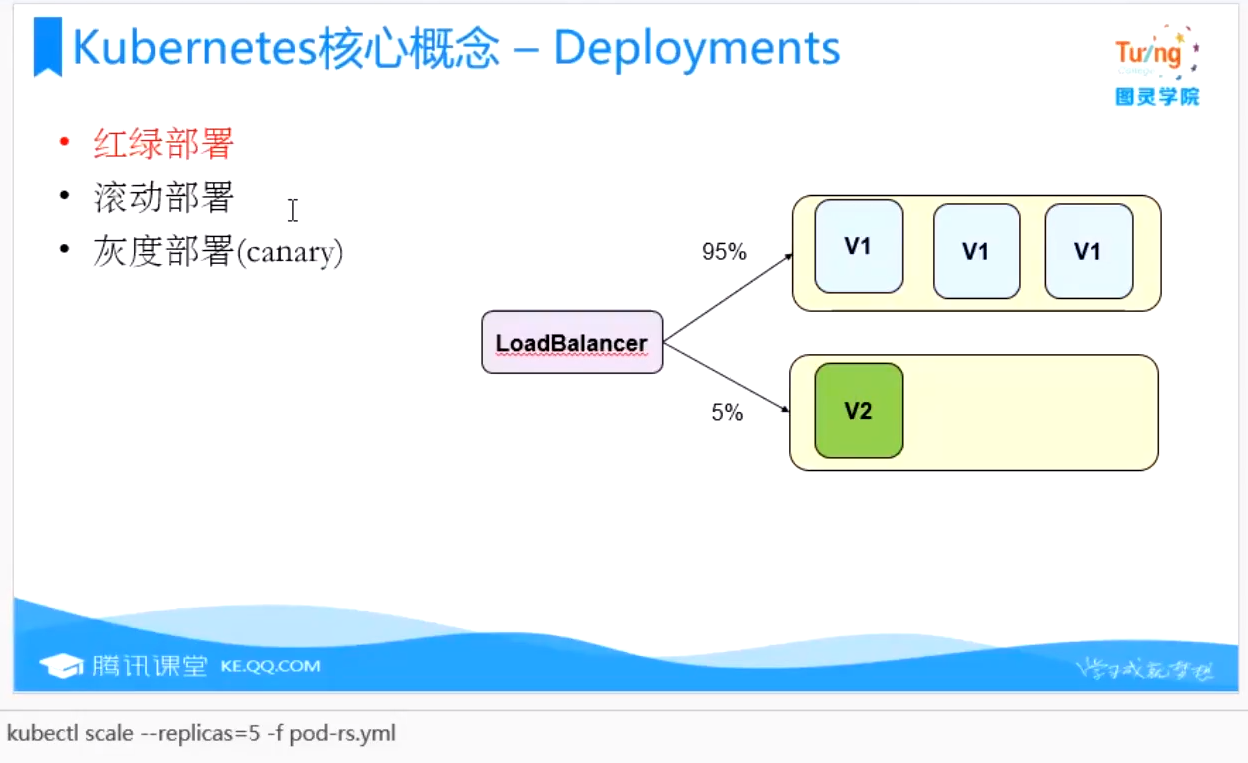 Kubernetes核心概念 – Deployments
Tu/ng
图灵学院
• 红绿部署
• 滚动部署
• 灰度部署(canary)
95%
V1
V1
V1
LoadBalancer
5%
V2
腾讯课堂 KE.QQ.COM
学习成就梦想
kubectl scale --replicas=5 -f pod-rs.yml